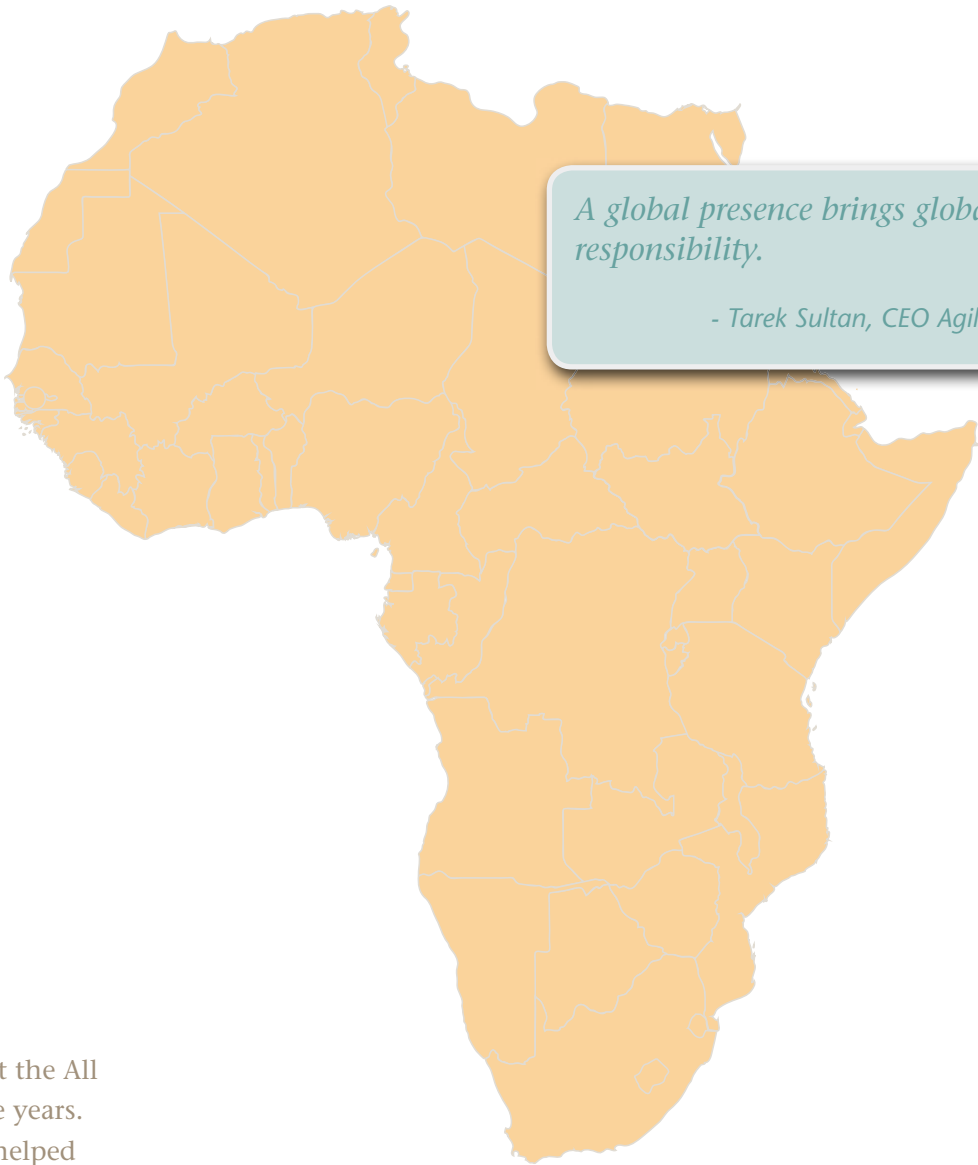 A global presence brings globa
responsibility.
- Tarek Sultan, CEO Agil
t the All
e years.
helped